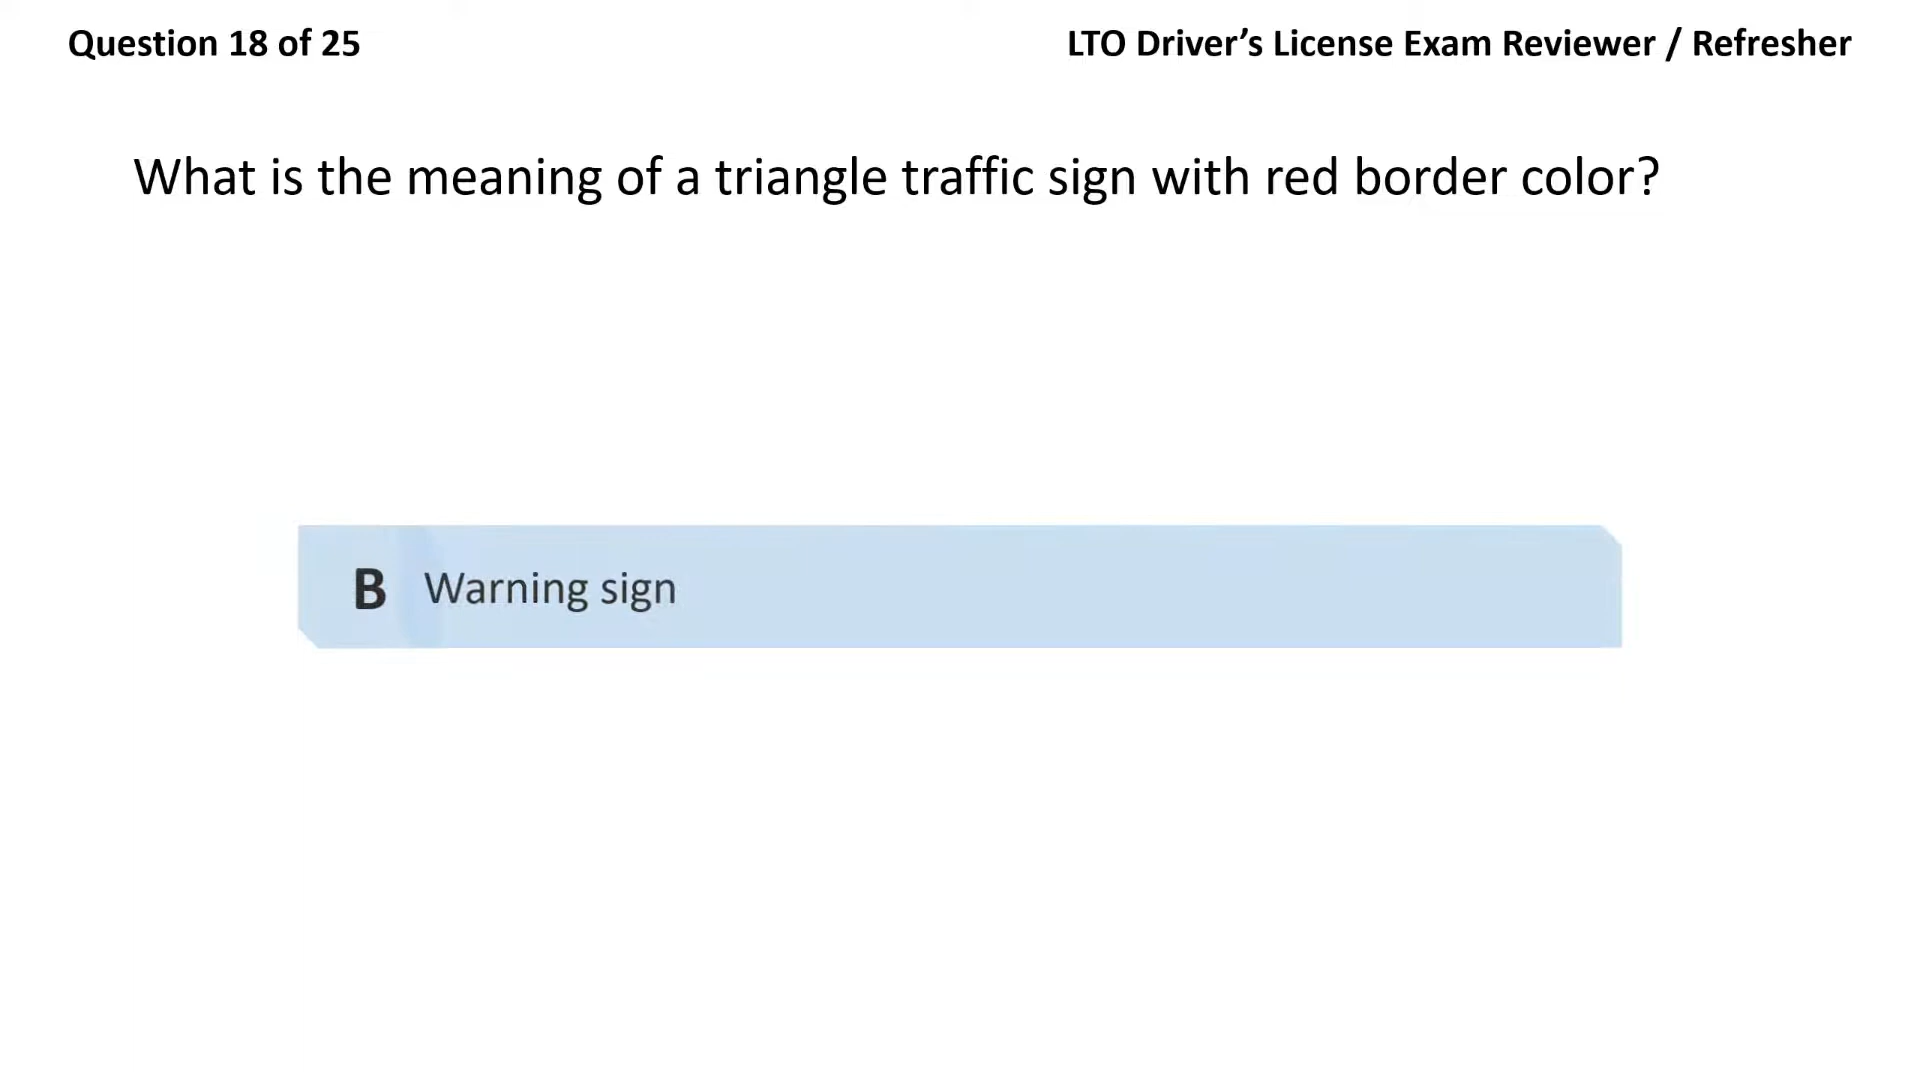 Question 18 of 25
LTO Driver’s License Exam Reviewer / Refresher
What is the meaning of a triangle traffic sign with red border color?
B Warning sign